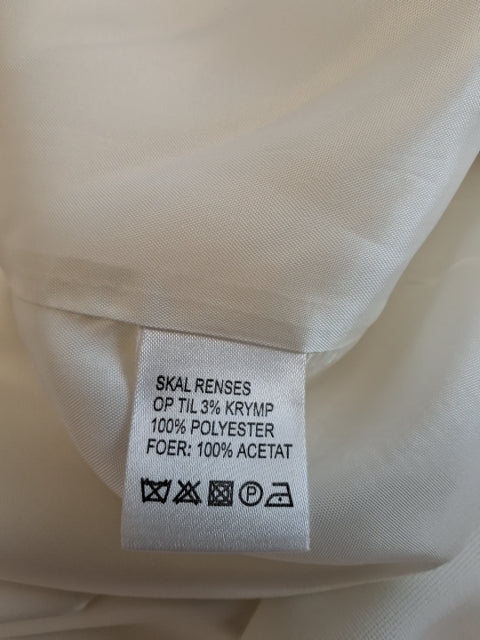 SKAL RENSES
OP TIL 3% KRYMP
100% POLYESTER
FOER: 100% ACETAT
P